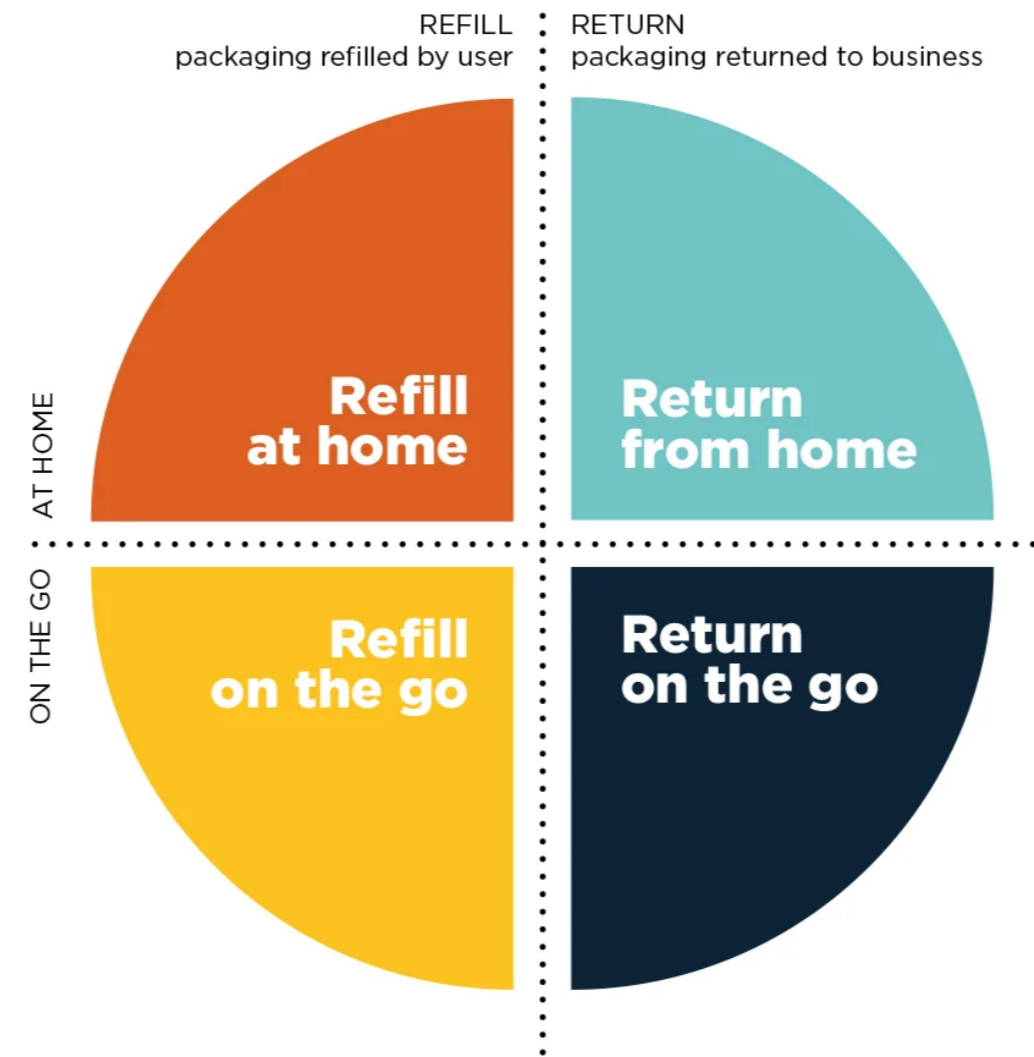 REFILL
packaging refilled by user
RETURN
packaging returned to business
AT HOME
Refill
at home
Return
from home
ON THE GO
Refill
on the go
Return
on the go